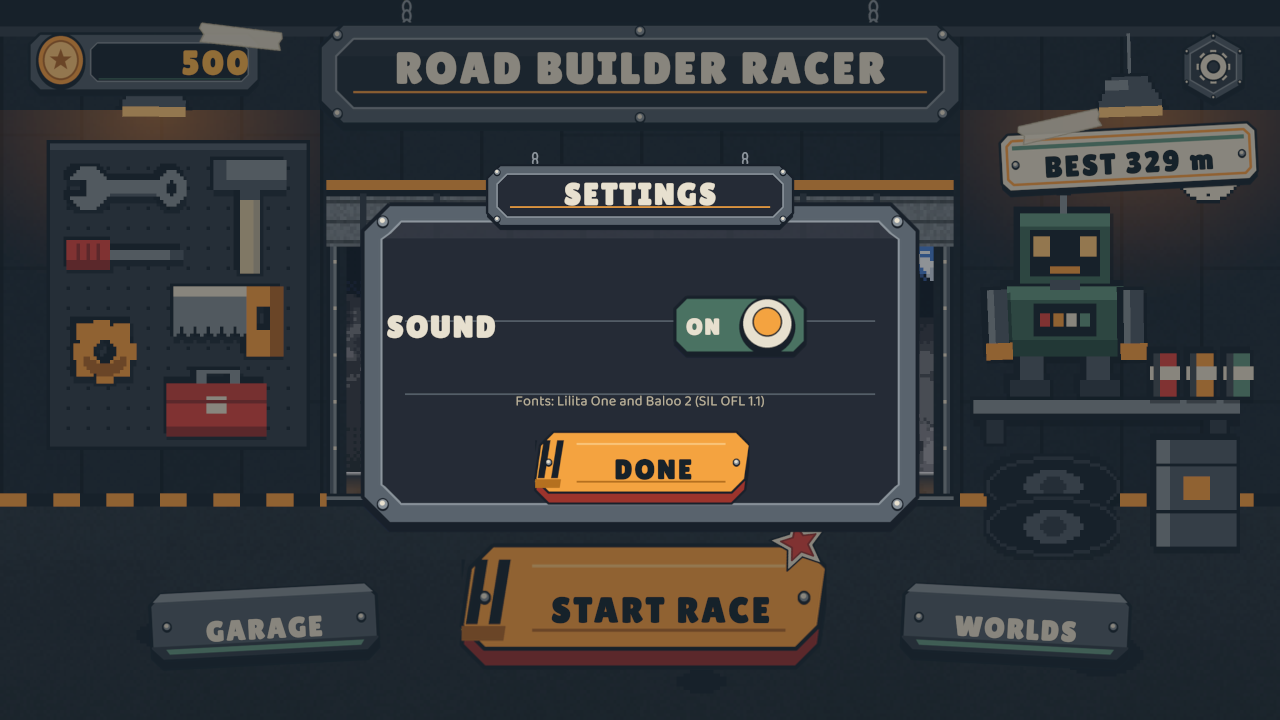 500
ROAD BUILDER RACER
BEST 329 m
SETTINGS
SOUND
ON
Fonts: Lilita One and Baloo 2 (SIL OFL 1.1)
DONE
START RACE
GARAGE
WORLDS